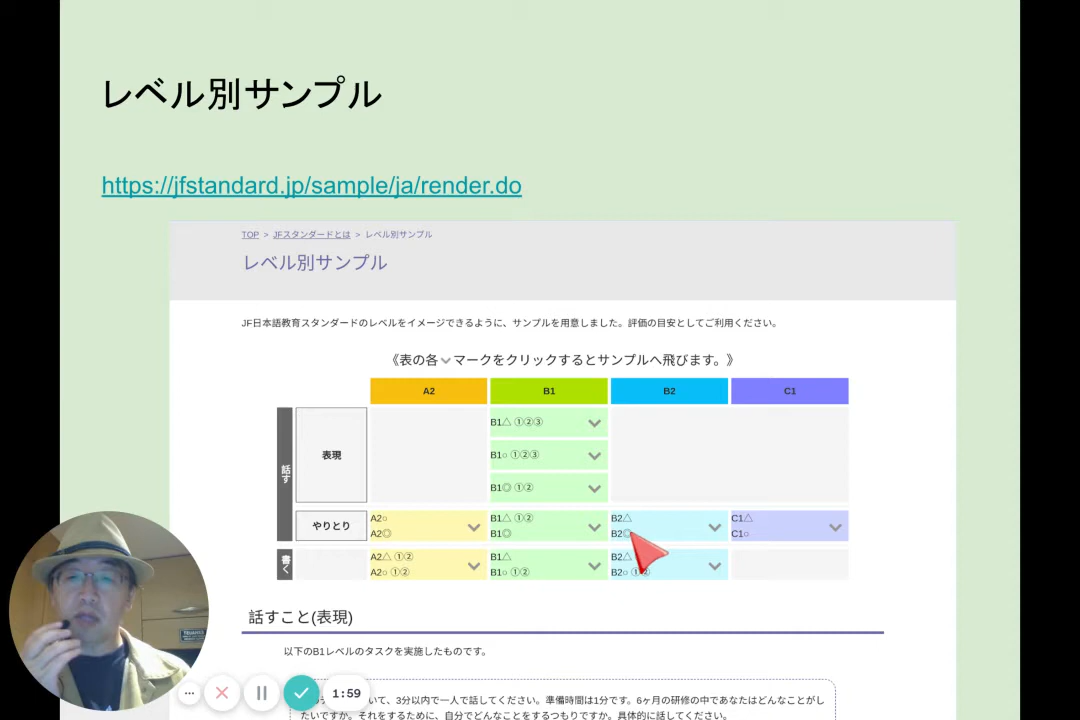 レベル別サンプル
https://jfstandard.jp/sample/ja/render.do
TOP > JFスタンダードとは > レベル別サンプル
レベル別サンプル
JF日本語教育スタンダードのレベルをイメージできるように、サンプルを用意しました。評価の目安としてご利用ください。
《表の各マークをクリックするとサンプルへ飛びます。》
A2 B1 B2 C1
話す
表現
B1△ ①②③
B1○ ①②③
B1◎ ①②
やりとり
A2○
A2◎
B1△ ①②
B1◎
B2△
B2◎
C1△
C1○
書く
A2△ ①②
A2○ ①②
B1△
B1○ ①②
B2△
B2○ ①②
話すこと(表現)
以下のB1レベルのタスクを実施したものです。
いて、3分以内で一人で話してください。準備時間は1分です。6ヶ月の研修の中であなたはどんなことがし
たいですか。それをするために、自分でどんなことをするつもりですか。具体的に話してください。
1:59